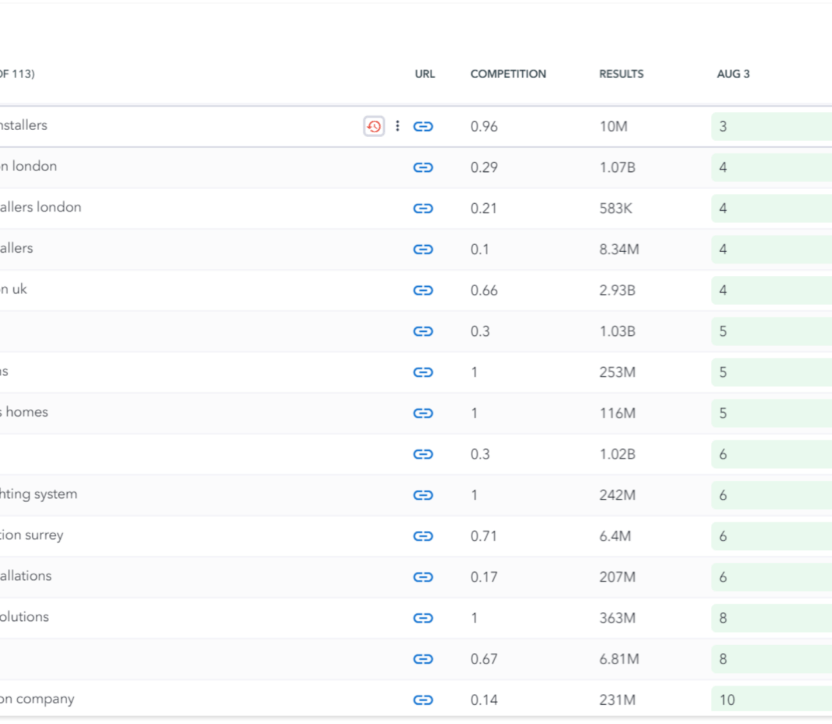 OF 113) URL COMPETITION RESULTS AUG 3
nstallers 0.96 10M 3
n london 0.29 1.07B 4
allers london 0.21 583K 4
allers 0.1 8.34M 4
n uk 0.66 2.93B 4
0.3 1.03B 5
ns 1 253M 5
s homes 1 116M 5
0.3 1.02B 6
hting system 1 242M 6
tion surrey 0.71 6.4M 6
allations 0.17 207M 6
olutions 1 363M 8
0.67 6.81M 8
on company 0.14 231M 10